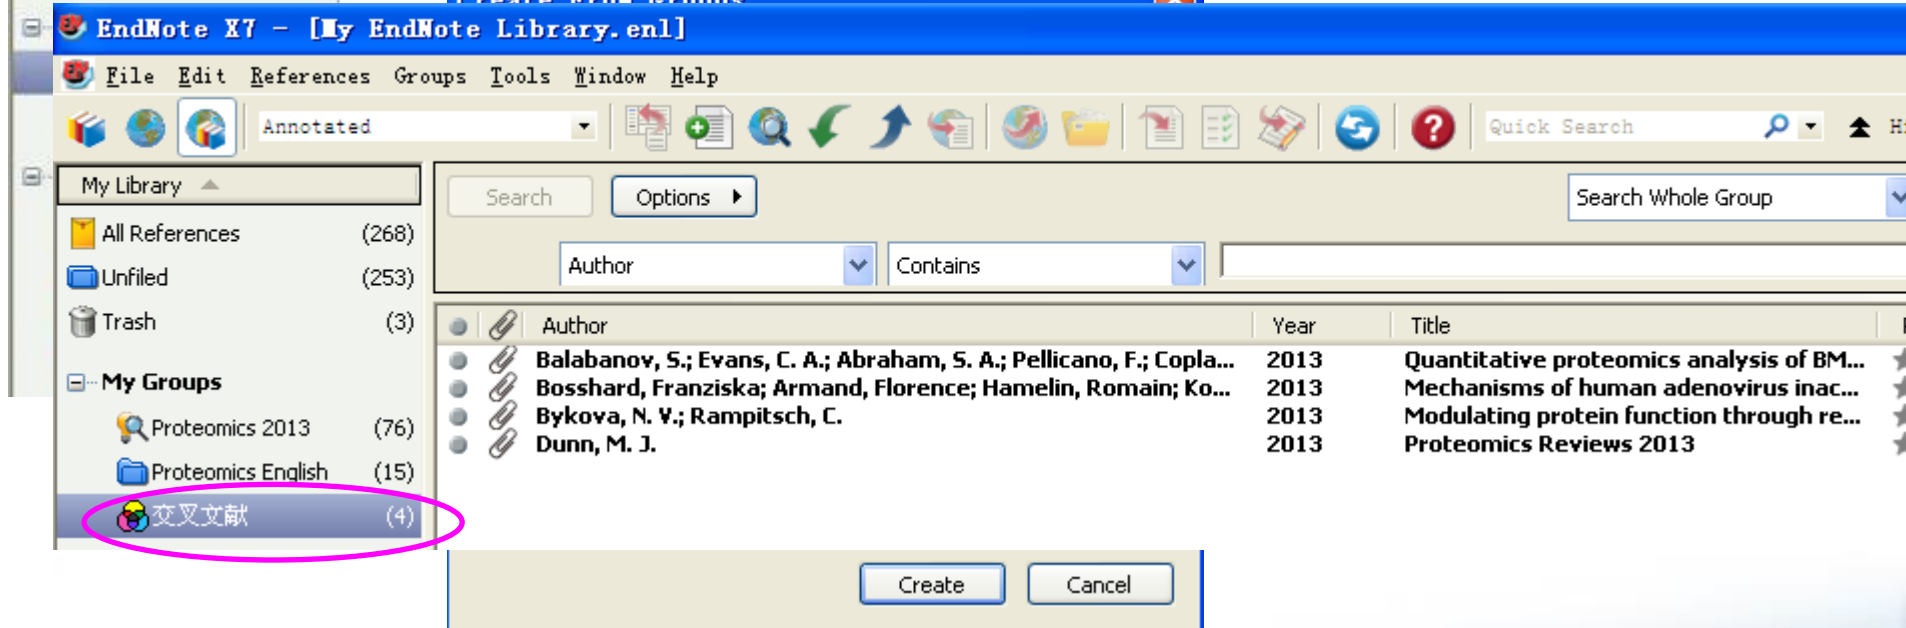 Create From Groups
EndNote X7 - [My EndNote Library.enl]
File Edit References Groups Tools Window Help
Annotated
Quick Search
My Library
Search
Options
Search Whole Group
All References (268)
Author
Contains
Unfiled (253)
Trash (3)
Author Year Title
Balabanov, S.; Evans, C. A.; Abraham, S. A.; Pellicano, F.; Copla... 2013 Quantitative proteomics analysis of BM...
Bosshard, Franziska; Armand, Florence; Hamelin, Romain; Ko... 2013 Mechanisms of human adenovirus inac...
Bykova, N. V.; Rampitsch, C. 2013 Modulating protein function through re...
Dunn, M. J. 2013 Proteomics Reviews 2013
My Groups
Proteomics 2013 (76)
Proteomics English (15)
交叉文献 (4)
Create
Cancel